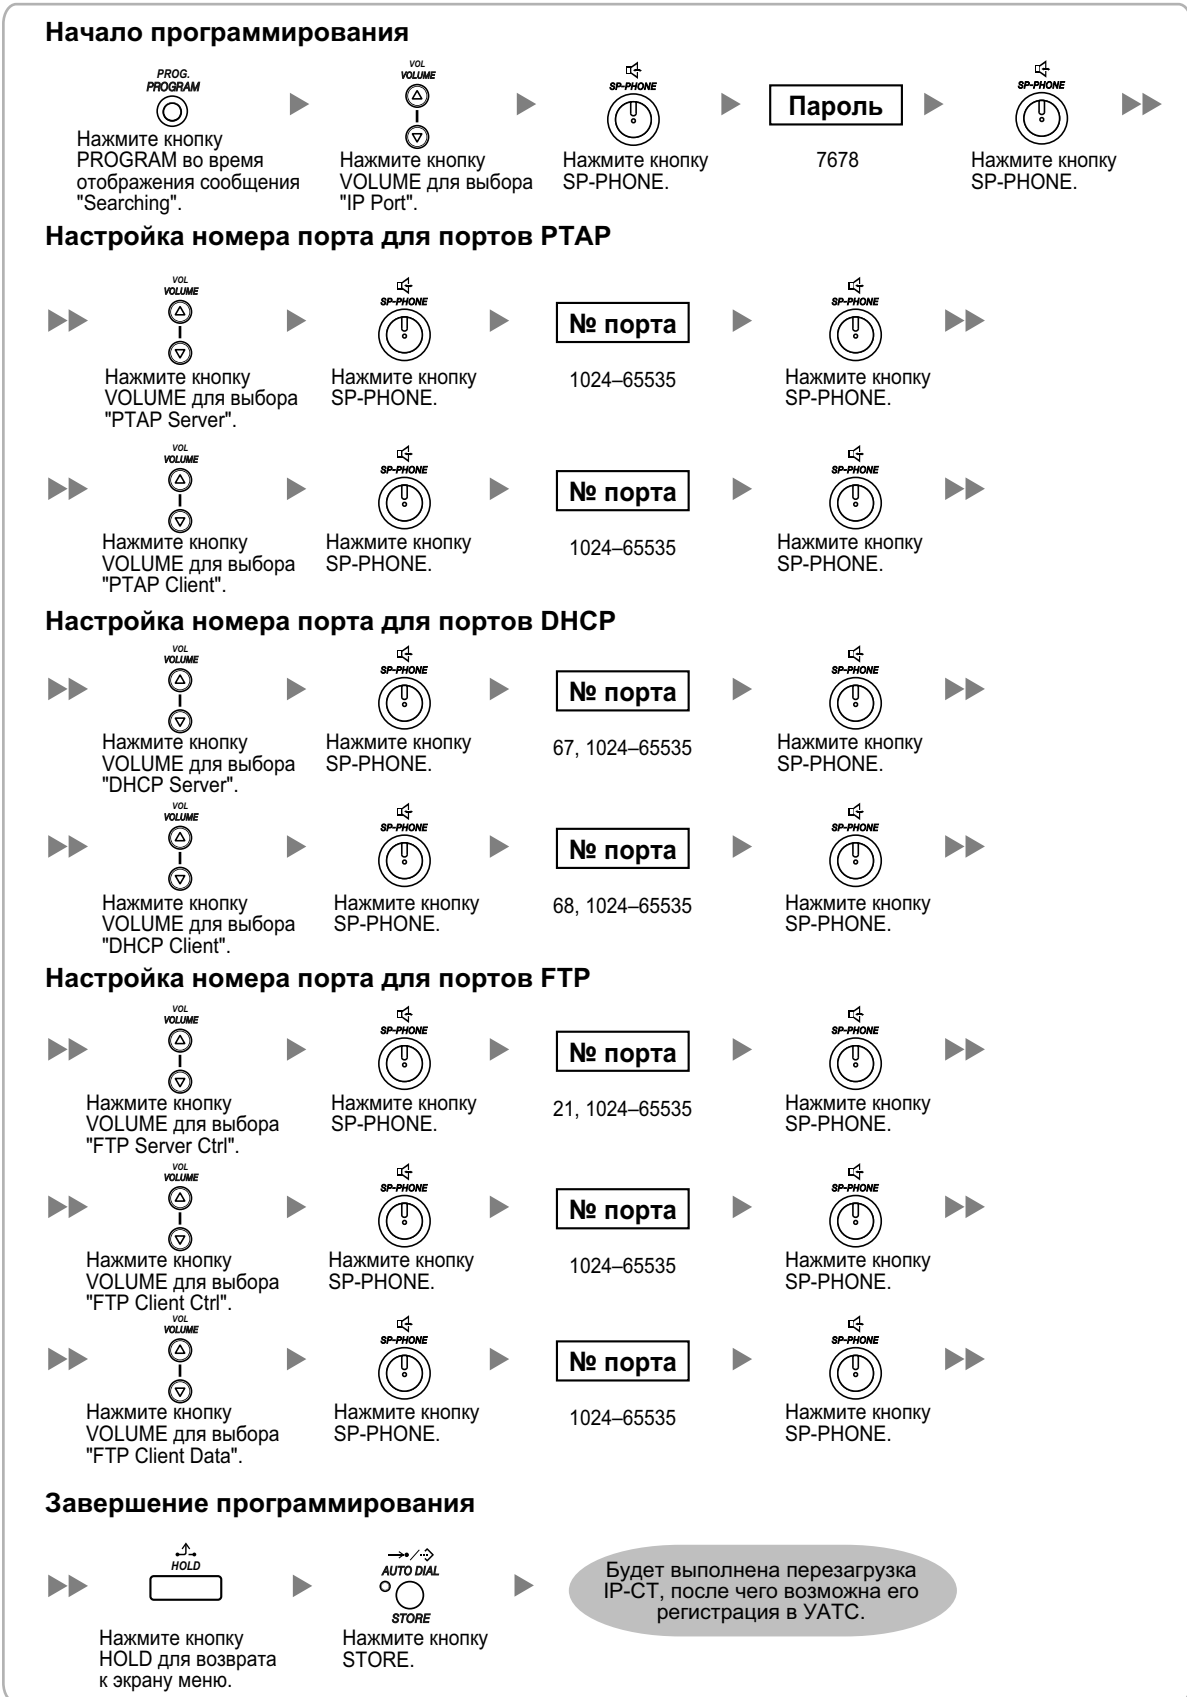 Начало программирования
PROG.
PROGRAM
Нажмите кнопку
PROGRAM во время
отображения сообщения
"Searching".
VOL
VOLUME
Нажмите кнопку
VOLUME для выбора
"IP Port".
SP-PHONE
Нажмите кнопку
SP-PHONE.
Пароль
7678
SP-PHONE
Нажмите кнопку
SP-PHONE.
Настройка номера порта для портов PTAP
VOL
VOLUME
Нажмите кнопку
VOLUME для выбора
"PTAP Server".
SP-PHONE
Нажмите кнопку
SP-PHONE.
№ порта
1024–65535
SP-PHONE
Нажмите кнопку
SP-PHONE.
VOL
VOLUME
Нажмите кнопку
VOLUME для выбора
"PTAP Client".
SP-PHONE
Нажмите кнопку
SP-PHONE.
№ порта
1024–65535
SP-PHONE
Нажмите кнопку
SP-PHONE.
Настройка номера порта для портов DHCP
VOL
VOLUME
Нажмите кнопку
VOLUME для выбора
"DHCP Server".
SP-PHONE
Нажмите кнопку
SP-PHONE.
№ порта
67, 1024–65535
SP-PHONE
Нажмите кнопку
SP-PHONE.
VOL
VOLUME
Нажмите кнопку
VOLUME для выбора
"DHCP Client".
SP-PHONE
Нажмите кнопку
SP-PHONE.
№ порта
68, 1024–65535
SP-PHONE
Нажмите кнопку
SP-PHONE.
Настройка номера порта для портов FTP
VOL
VOLUME
Нажмите кнопку
VOLUME для выбора
"FTP Server Ctrl".
SP-PHONE
Нажмите кнопку
SP-PHONE.
№ порта
21, 1024–65535
SP-PHONE
Нажмите кнопку
SP-PHONE.
VOL
VOLUME
Нажмите кнопку
VOLUME для выбора
"FTP Client Ctrl".
SP-PHONE
Нажмите кнопку
SP-PHONE.
№ порта
1024–65535
SP-PHONE
Нажмите кнопку
SP-PHONE.
VOL
VOLUME
Нажмите кнопку
VOLUME для выбора
"FTP Client Data".
SP-PHONE
Нажмите кнопку
SP-PHONE.
№ порта
1024–65535
SP-PHONE
Нажмите кнопку
SP-PHONE.
Завершение программирования
HOLD
Нажмите кнопку
HOLD для возврата
к экрану меню.
AUTO DIAL
STORE
Нажмите кнопку
STORE.
Будет выполнена перезагрузка
IP-СТ, после чего возможна его
регистрация в УАТС.